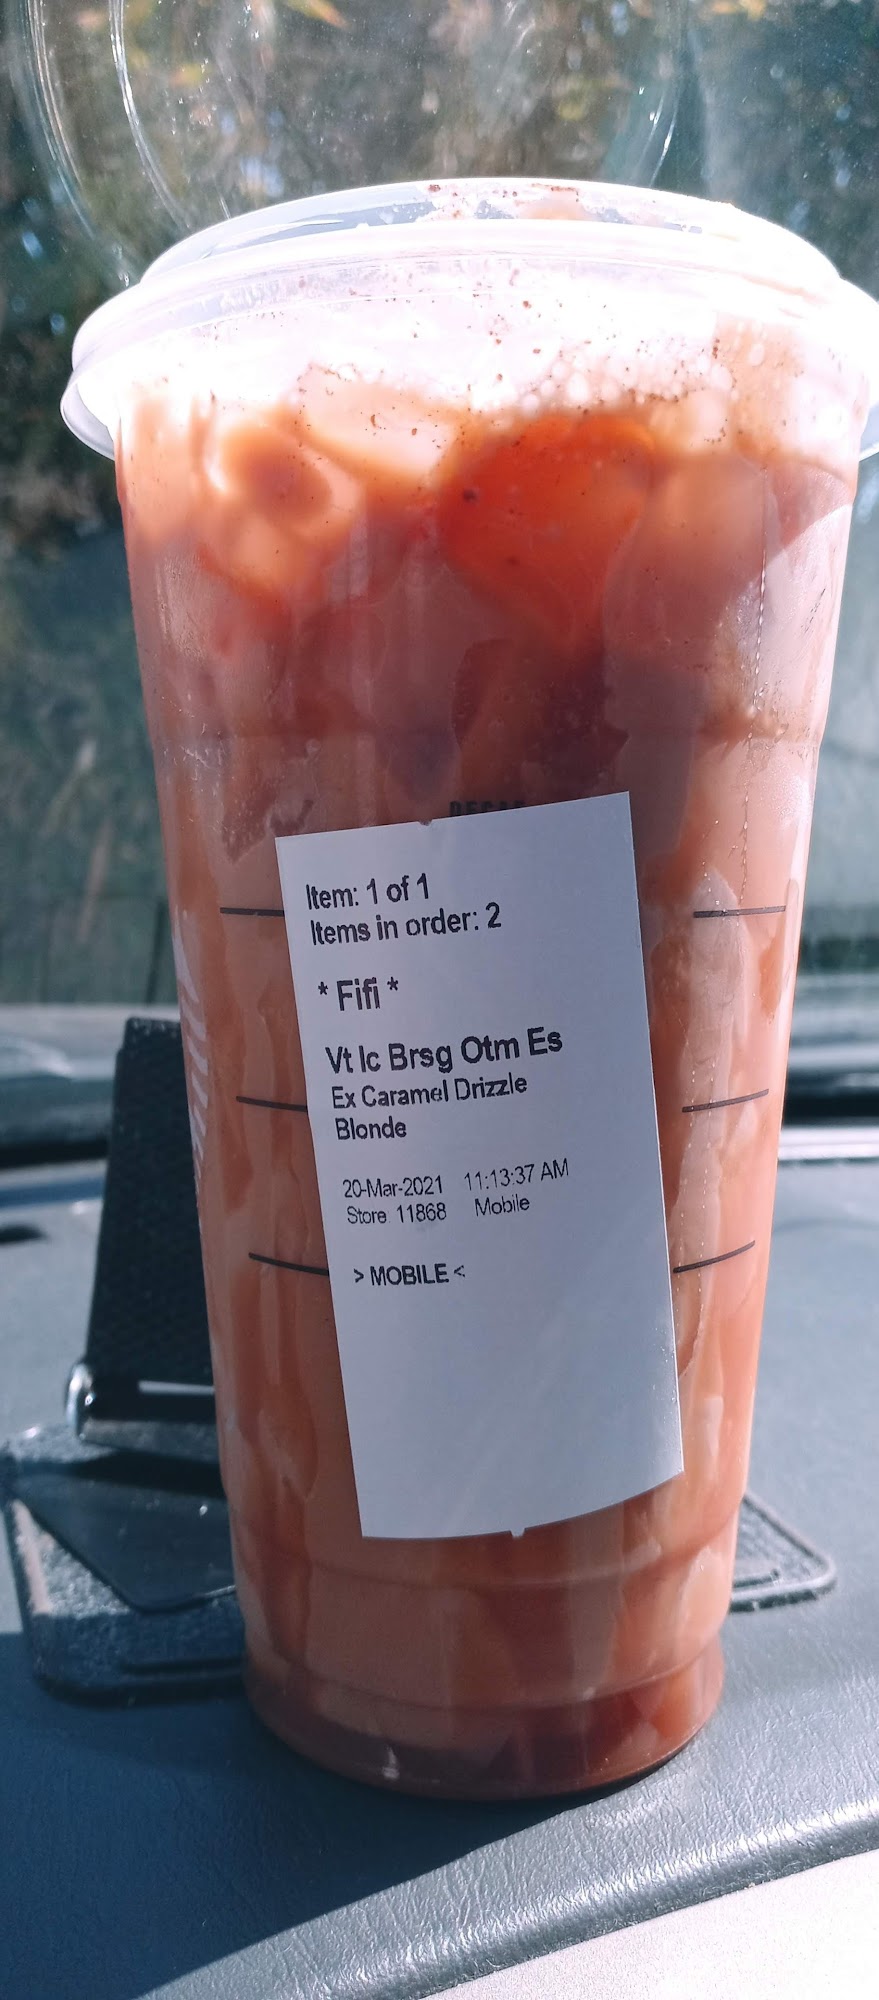 DECAF
Item: 1 of 1
Items in order: 2
* Fifi *
Vt Ic Brsg Otm Es
Ex Caramel Drizzle
Blonde
20-Mar-2021 11:13:37 AM
Store 11868 Mobile
> MOBILE <